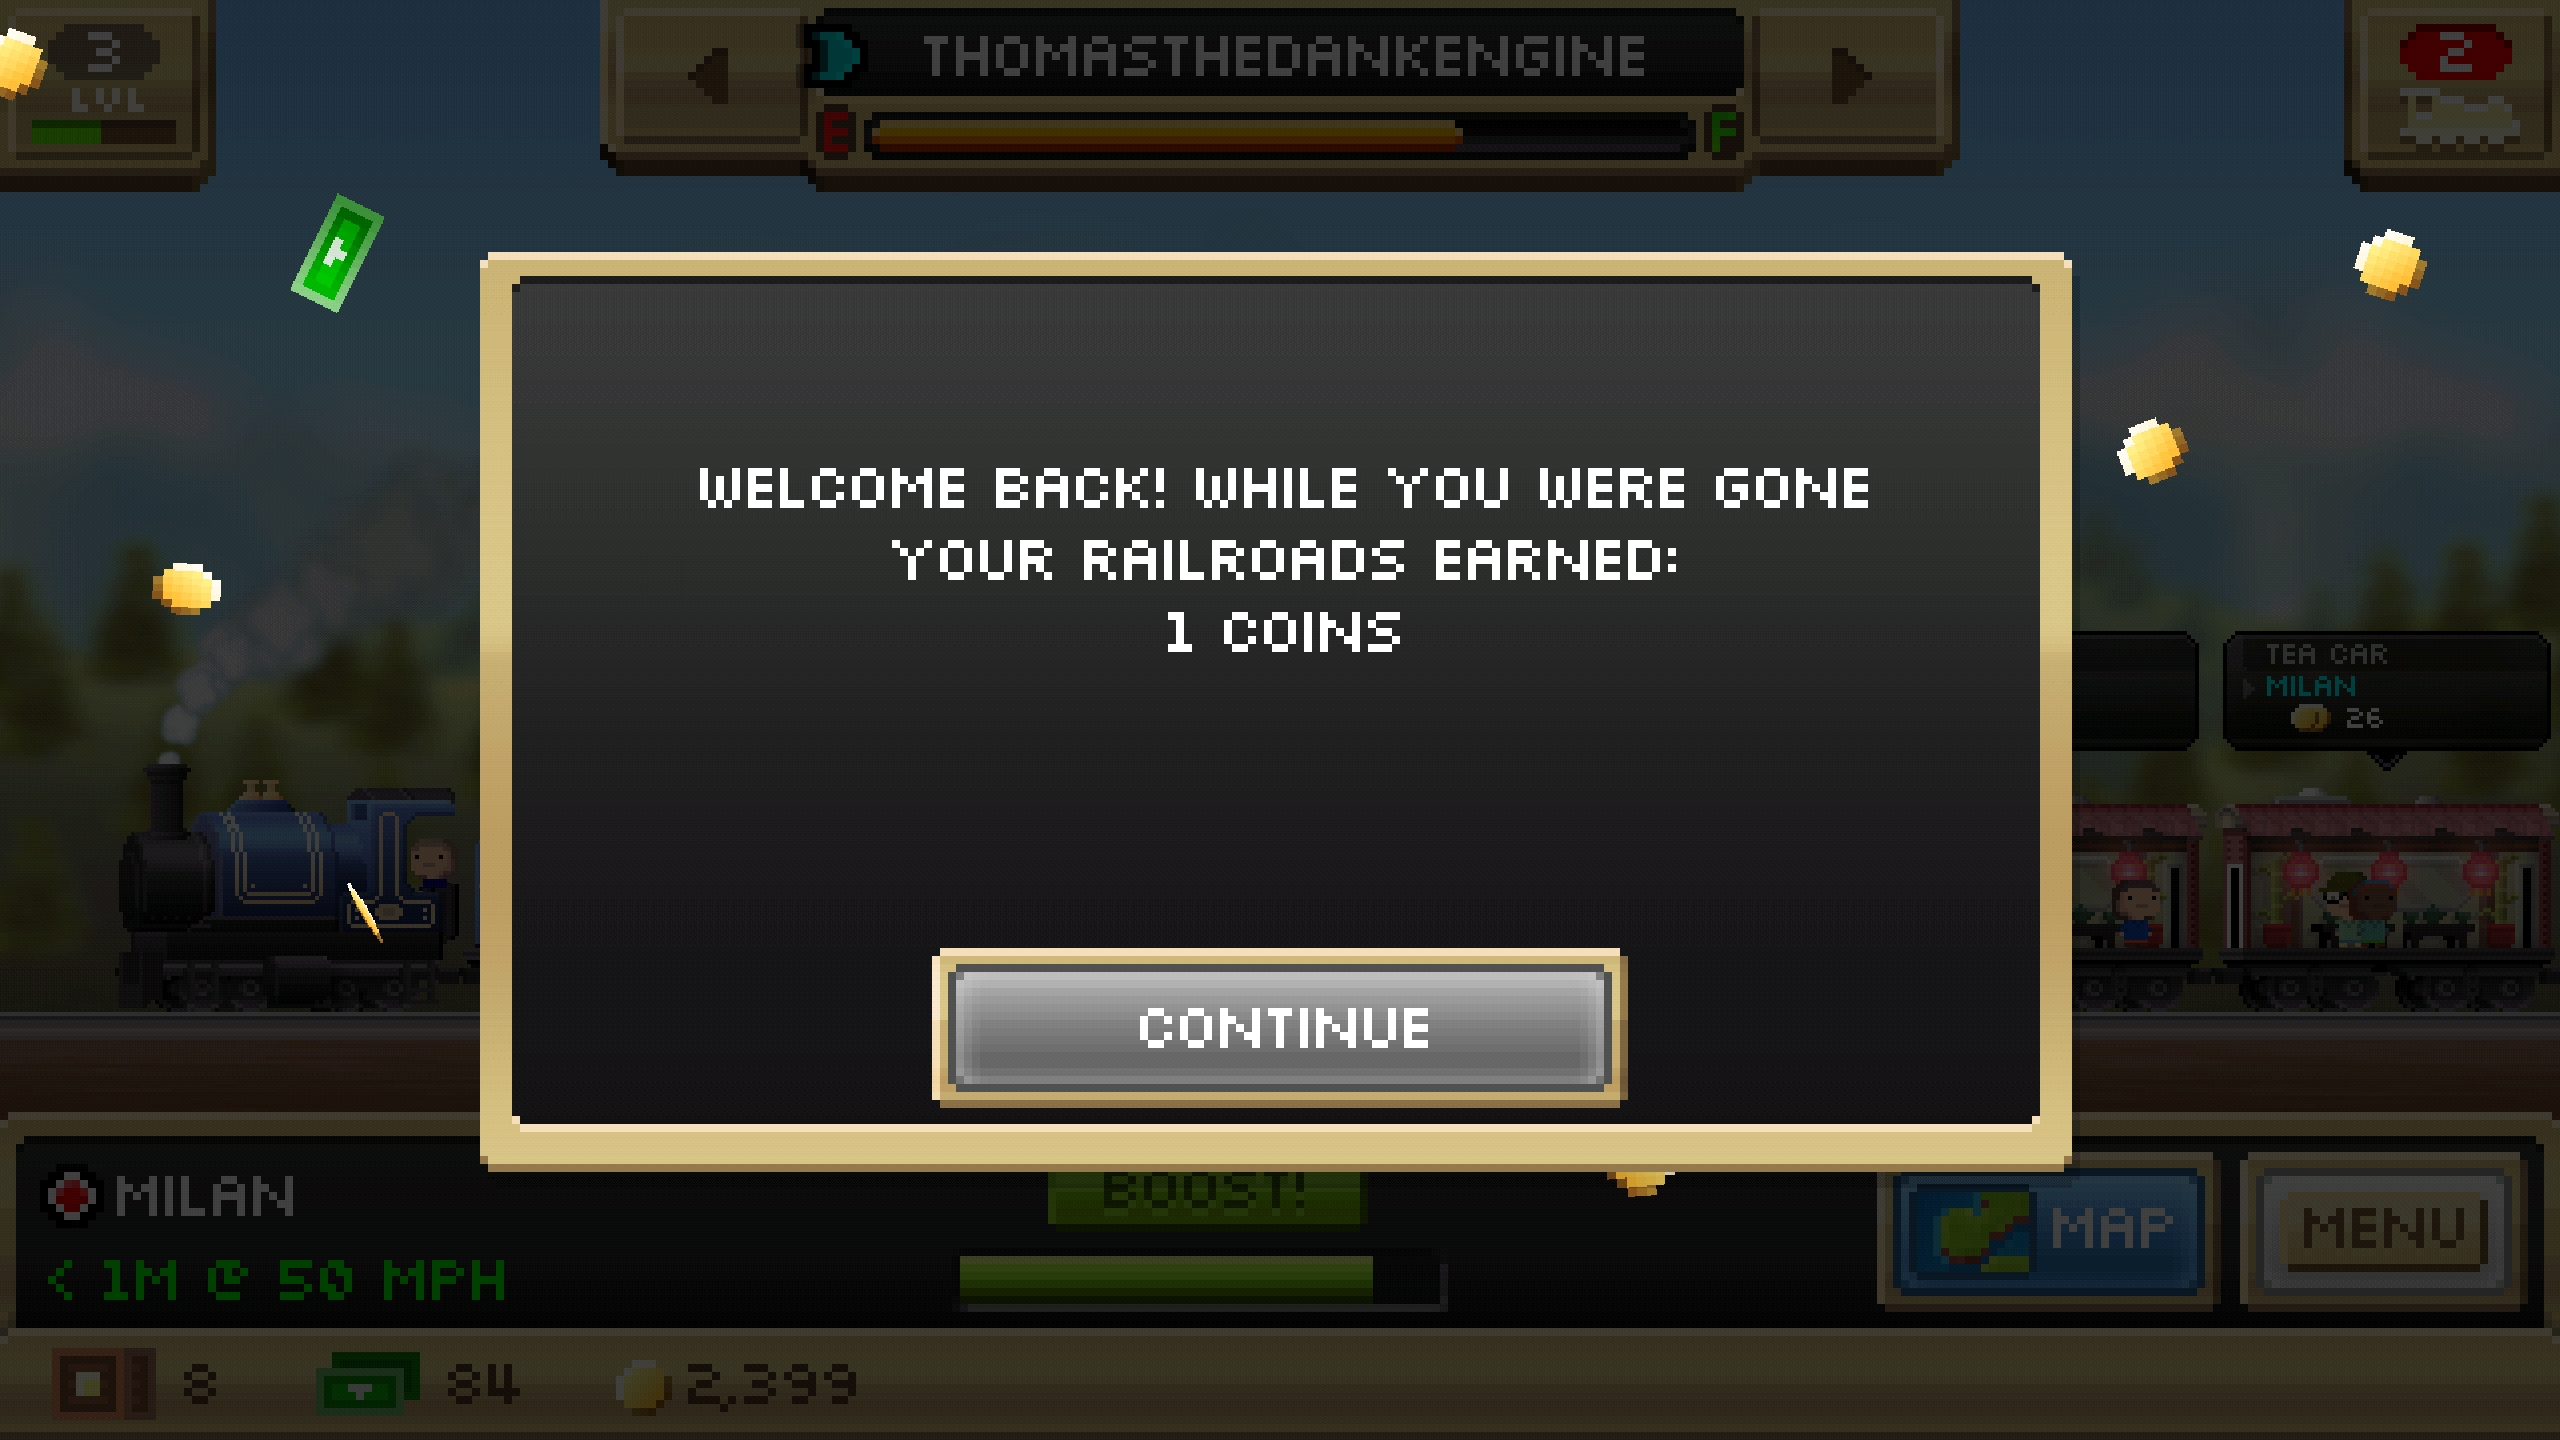 3
LVL
THOMASTHEDANKENGINE
E
F
2
WELCOME BACK! WHILE YOU WERE GONE
YOUR RAILROADS EARNED:
1 COINS
TEA CAR
MILAN
26
CONTINUE
MILAN
< 1M @ 50 MPH
BOOST!
MAP
MENU
8
84
2,399